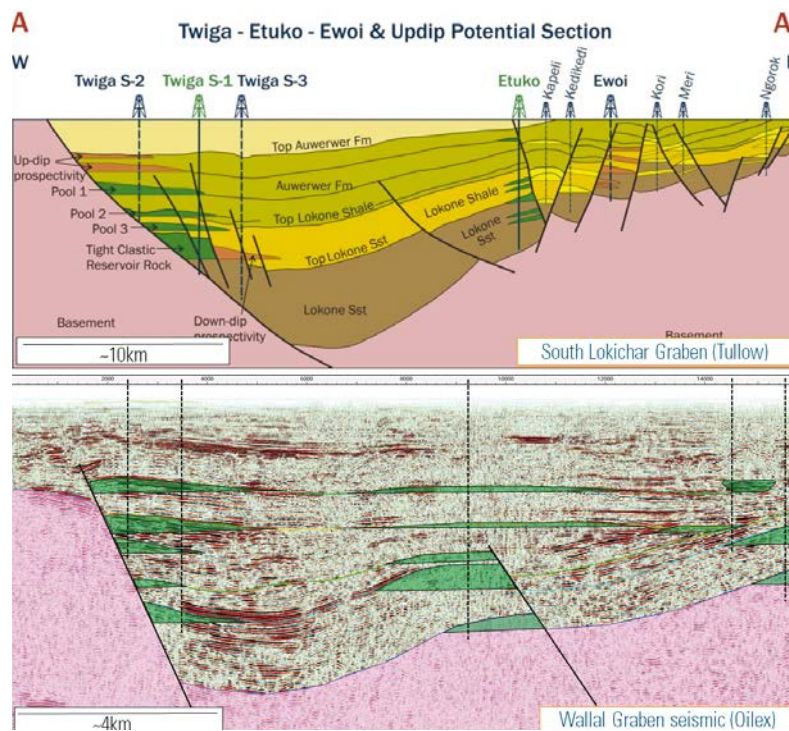 A
A
Twiga - Etuko - Ewoi & Updip Potential Section
W
Twiga S-2
Twiga S-1
Twiga S-3
Etuko
Kapeli
Kedikedi
Ewoi
Kori
Meri
Ngorok
Top Auwerwer Fm
Up-dip
prospectivity
Auwerwer Fm
Pool 1
Top Lokone Shale
Lokone Shale
Pool 2
Pool 3
Lokone
Sst
Top Lokone Sst
Tight Clastic
Reservoir Rock
Lokone Sst
Basement
Down-dip
prospectivity
Basement
~10km
South Lokichar Graben (Tullow)
2000
4000
6000
8000
10000
12000
14000
~4km
Wallal Graben seismic (Oilex)